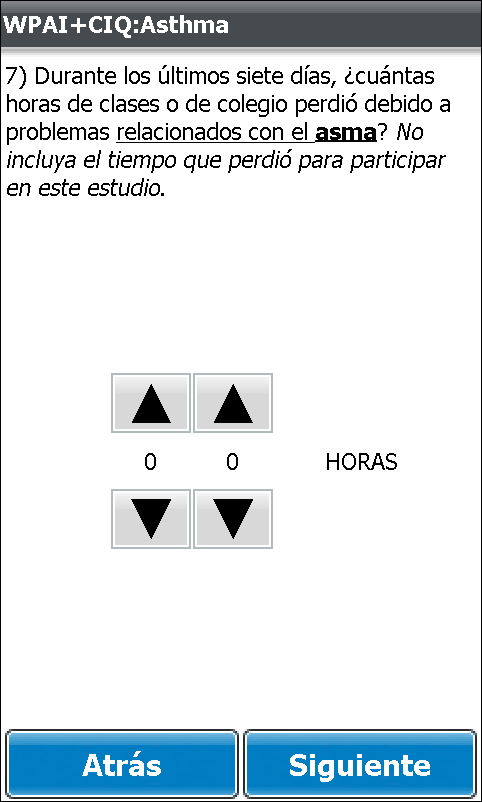 WPAI+CIQ:Asthma
7) Durante los últimos siete días, ¿cuántas
horas de clases o de colegio perdió debido a
problemas relacionados con el asma? No
incluya el tiempo que perdió para participar
en este estudio.
0 0 HORAS
Atrás Siguiente